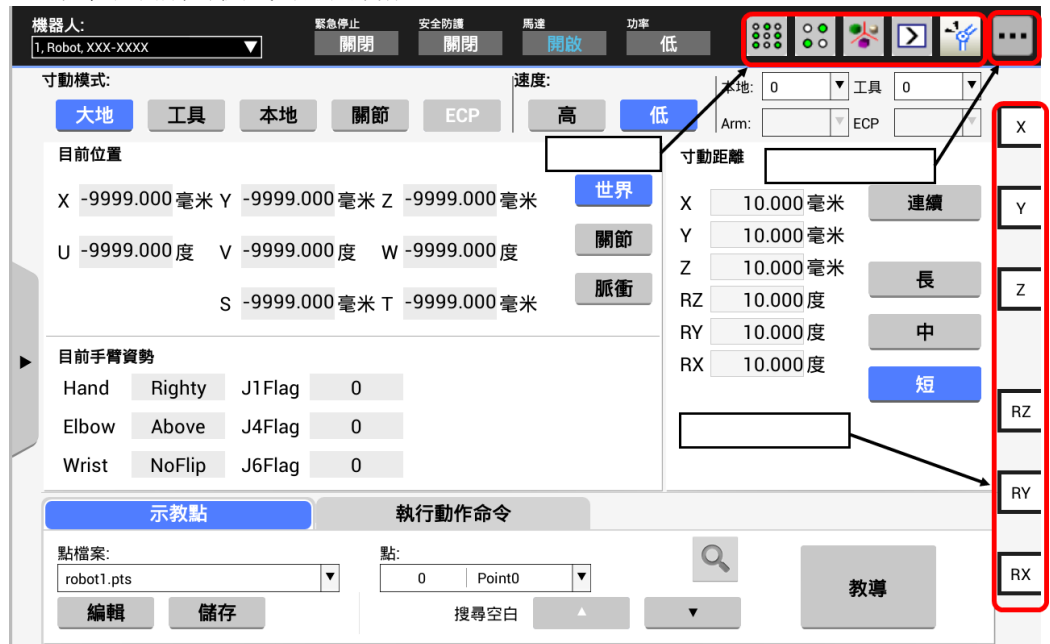 機器人:
緊急停止 安全防護 馬達 功率
1, Robot, XXX-XXXX 關閉 關閉 開啟 低
寸動模式: 速度:
本地: 0 工具 0
大地 工具 本地 關節 ECP 高 低
Arm: ECP
X
目前位置 寸動距離
X -9999.000 毫米 Y -9999.000 毫米 Z -9999.000 毫米 世界
X 10.000 毫米 連續
Y
U -9999.000 度 V -9999.000 度 W -9999.000 度 關節
Y 10.000 毫米
Z 10.000 毫米 長
Z
S -9999.000 毫米 T -9999.000 毫米 脈衝
RZ 10.000 度
RY 10.000 度 中
目前手臂資勢
RX 10.000 度
Hand Righty J1Flag 0 短
RZ
Elbow Above J4Flag 0
Wrist NoFlip J6Flag 0
RY
示教點 執行動作命令
點檔案: 點:
robot1.pts 0 Point0
RX
教導
編輯 儲存 搜尋空白